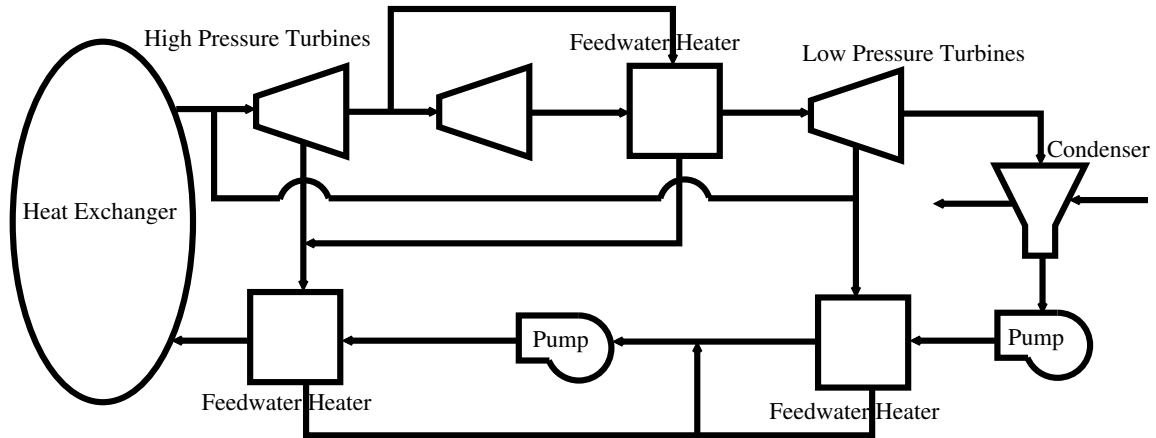 High Pressure Turbines
Feedwater Heater
Low Pressure Turbines
Condenser
Heat Exchanger
Pump
Pump
Feedwater Heater
Feedwater Heater